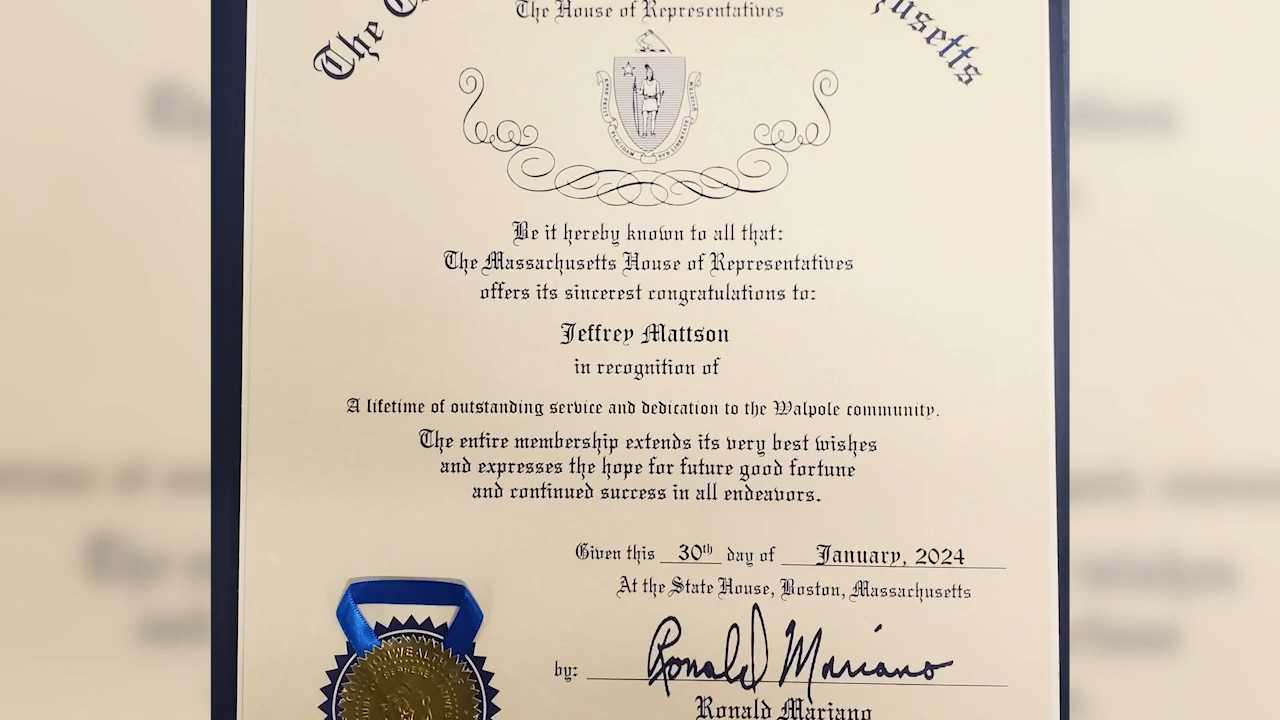 The
usetts
The House of Representatives
Be it hereby known to all that:
The Massachusetts House of Representatives
offers its sincerest congratulations to:
Jeffrey Mattson
in recognition of
A lifetime of outstanding service and dedication to the Walpole community.
The entire membership extends its very best wishes
and expresses the hope for future good fortune
and continued success in all endeavors.
Given this 30th day of January, 2024
At the State House, Boston, Massachusetts
by: Ronald Mariano
Ronald Mariano